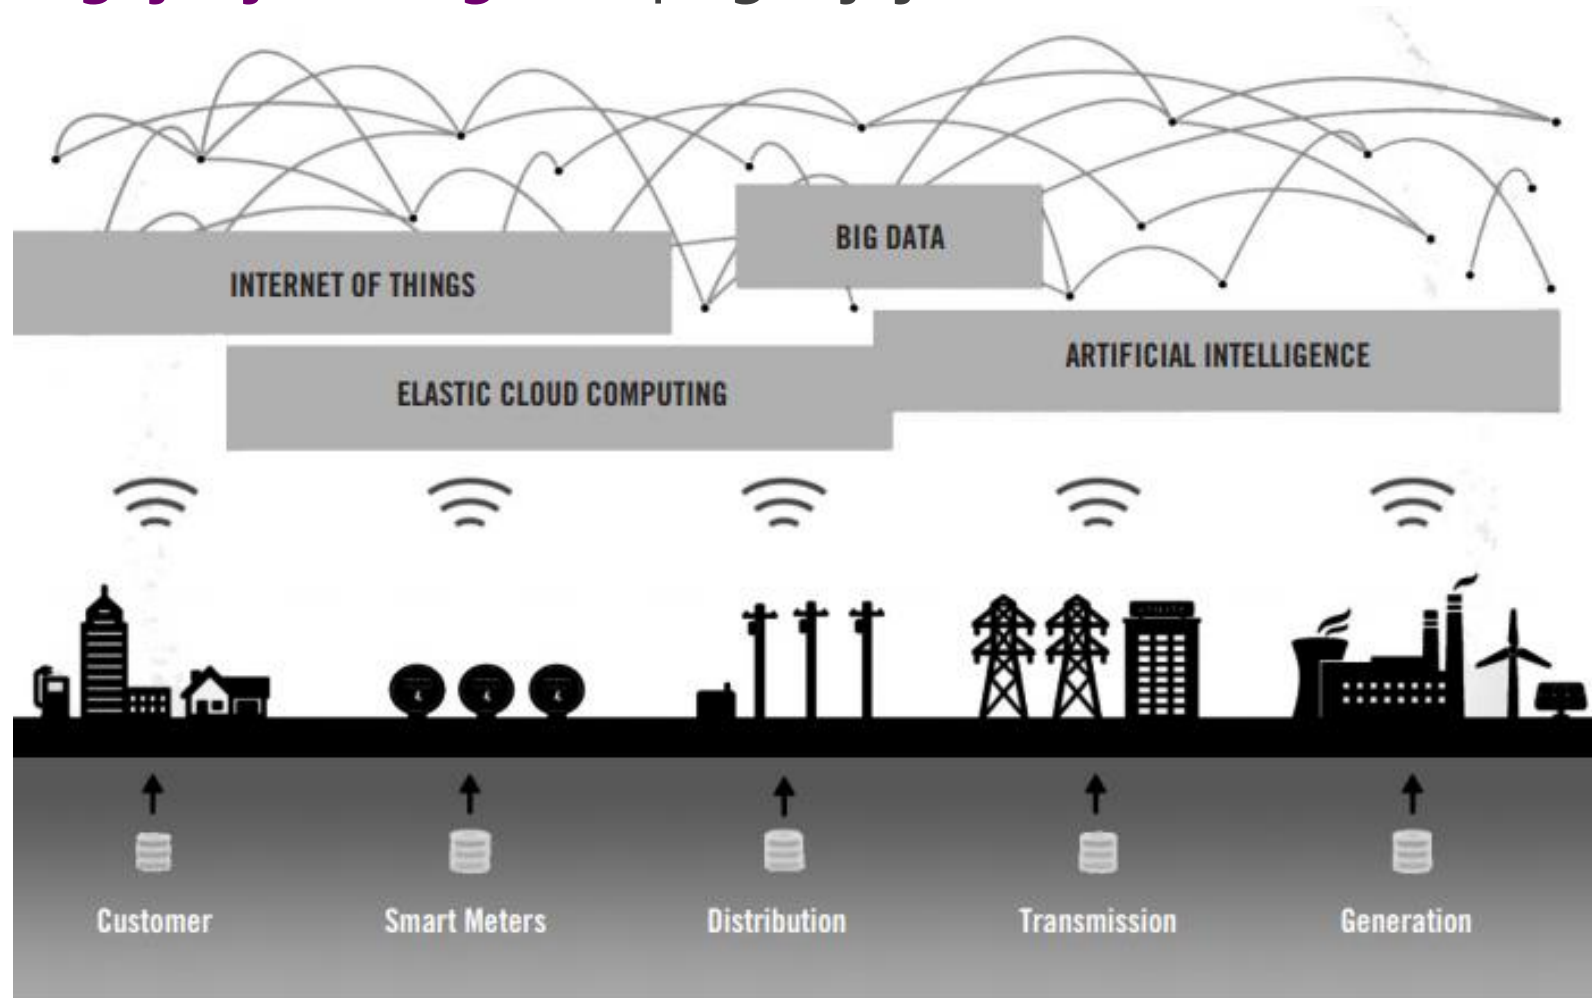 BIG DATA
INTERNET OF THINGS
ARTIFICIAL INTELLIGENCE
ELASTIC CLOUD COMPUTING
Customer
Smart Meters
Distribution
Transmission
Generation